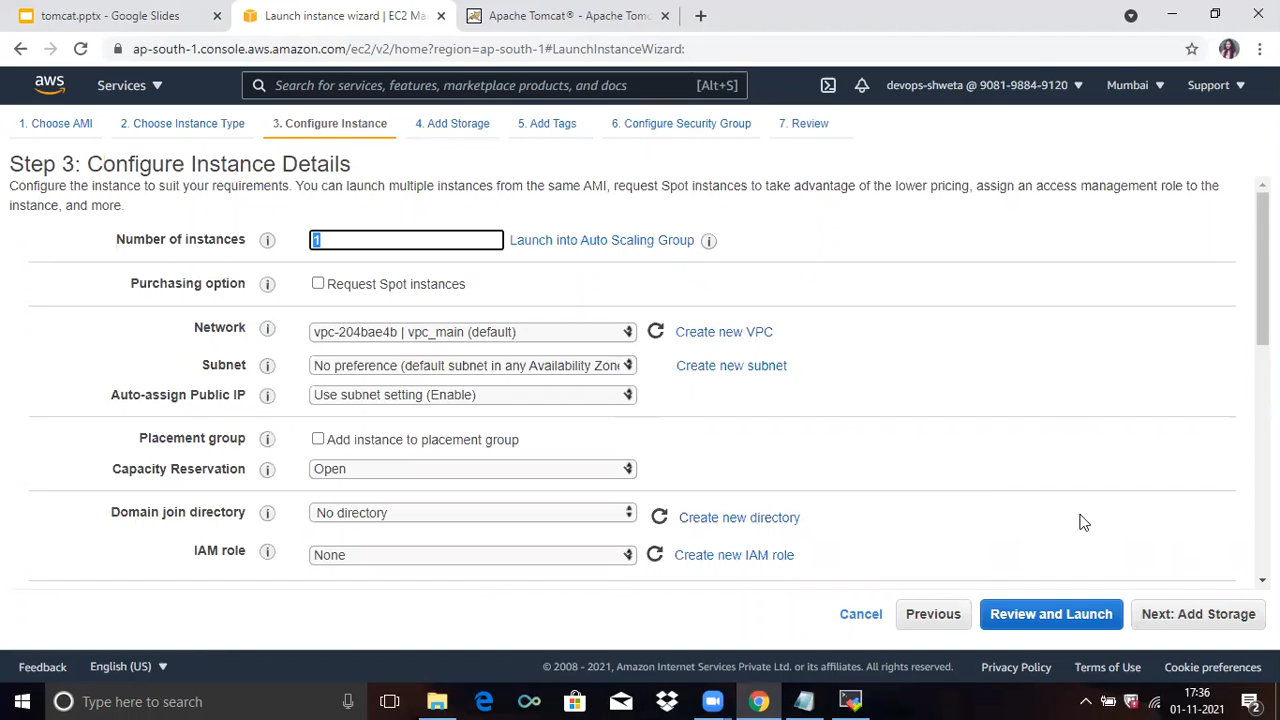 tomcat.pptx - Google Slides
Launch instance wizard | EC2 Ma
Apache Tomcat® - Apache Tomc
ap-south-1.console.aws.amazon.com/ec2/v2/home?region=ap-south-1#LaunchInstanceWizard:
aws
Services
Search for services, features, marketplace products, and docs
[Alt+S]
devops-shweta @ 9081-9884-9120
Mumbai
Support
1. Choose AMI
2. Choose Instance Type
3. Configure Instance
4. Add Storage
5. Add Tags
6. Configure Security Group
7. Review
Step 3: Configure Instance Details
Configure the instance to suit your requirements. You can launch multiple instances from the same AMI, request Spot instances to take advantage of the lower pricing, assign an access management role to the
instance, and more.
Number of instances
1
Launch into Auto Scaling Group
Purchasing option
Request Spot instances
Network
vpc-204bae4b | vpc_main (default)
Create new VPC
Subnet
No preference (default subnet in any Availability Zone
Create new subnet
Auto-assign Public IP
Use subnet setting (Enable)
Placement group
Add instance to placement group
Capacity Reservation
Open
Domain join directory
No directory
Create new directory
IAM role
None
Create new IAM role
Cancel
Previous
Review and Launch
Next: Add Storage
Feedback
English (US)
© 2008 - 2021, Amazon Internet Services Private Ltd. or its affiliates. All rights reserved.
Privacy Policy
Terms of Use
Cookie preferences
Type here to search
17:36
01-11-2021
2